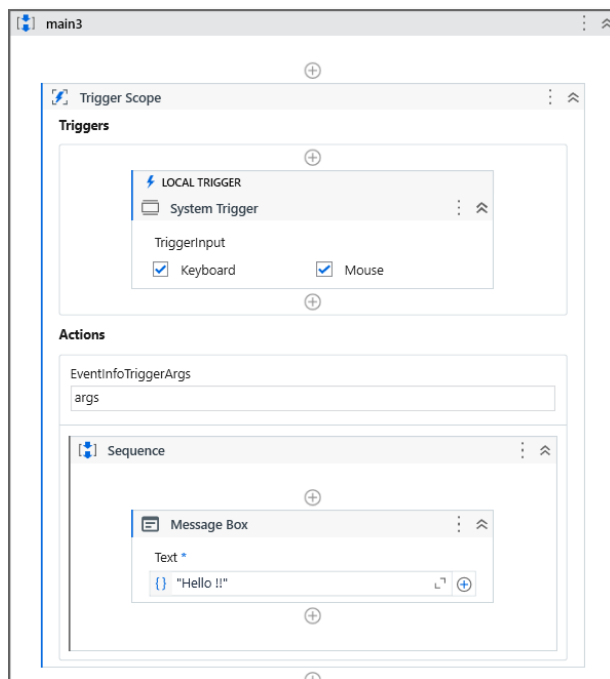 main3
Trigger Scope
Triggers
LOCAL TRIGGER
System Trigger
TriggerInput
Keyboard Mouse
Actions
EventInfoTriggerArgs
args
Sequence
Message Box
Text *
{ } "Hello !!"